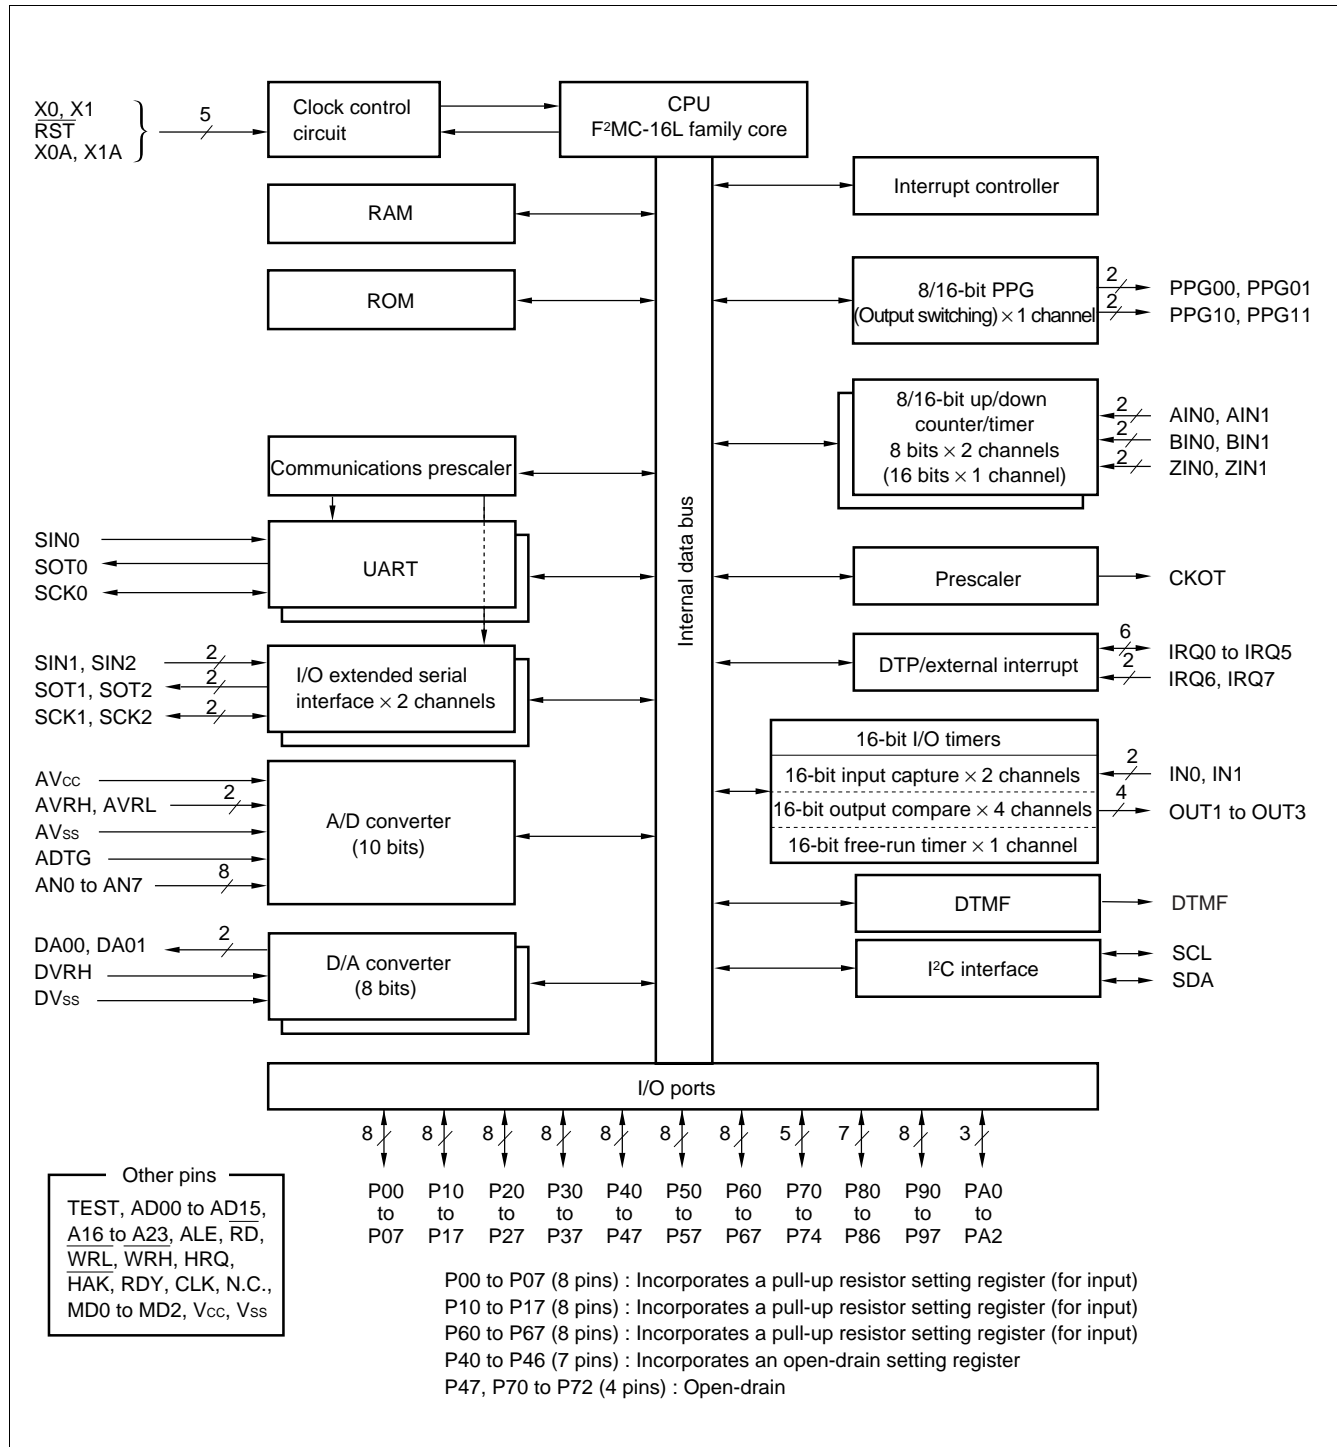 X0, X1
RST
X0A, X1A
5
Clock control
circuit
CPU
F²MC-16L family core
Interrupt controller
RAM
ROM
8/16-bit PPG
(Output switching) × 1 channel
2
PPG00, PPG01
2
PPG10, PPG11
8/16-bit up/down
counter/timer
8 bits × 2 channels
(16 bits × 1 channel)
2
AIN0, AIN1
2
BIN0, BIN1
2
ZIN0, ZIN1
Communications prescaler
Internal data bus
SIN0
SOT0
SCK0
UART
Prescaler
CKOT
SIN1, SIN2
2
SOT1, SOT2
2
SCK1, SCK2
2
I/O extended serial
interface × 2 channels
DTP/external interrupt
6
IRQ0 to IRQ5
2
IRQ6, IRQ7
16-bit I/O timers
16-bit input capture × 2 channels
16-bit output compare × 4 channels
16-bit free-run timer × 1 channel
2
IN0, IN1
4
OUT1 to OUT3
AVCC
AVRH, AVRL
2
AVSS
ADTG
AN0 to AN7
8
A/D converter
(10 bits)
DTMF
DTMF
DA00, DA01
2
DVRH
DVSS
D/A converter
(8 bits)
I²C interface
SCL
SDA
I/O ports
8 8 8 8 8 8 8 5 7 8 3
P00 P10 P20 P30 P40 P50 P60 P70 P80 P90 PA0
to to to to to to to to to to to
P07 P17 P27 P37 P47 P57 P67 P74 P86 P97 PA2
Other pins
TEST, AD00 to AD15,
A16 to A23, ALE, RD,
WRL, WRH, HRQ,
HAK, RDY, CLK, N.C.,
MD0 to MD2, VCC, VSS
P00 to P07 (8 pins) : Incorporates a pull-up resistor setting register (for input)
P10 to P17 (8 pins) : Incorporates a pull-up resistor setting register (for input)
P60 to P67 (8 pins) : Incorporates a pull-up resistor setting register (for input)
P40 to P46 (7 pins) : Incorporates an open-drain setting register
P47, P70 to P72 (4 pins) : Open-drain